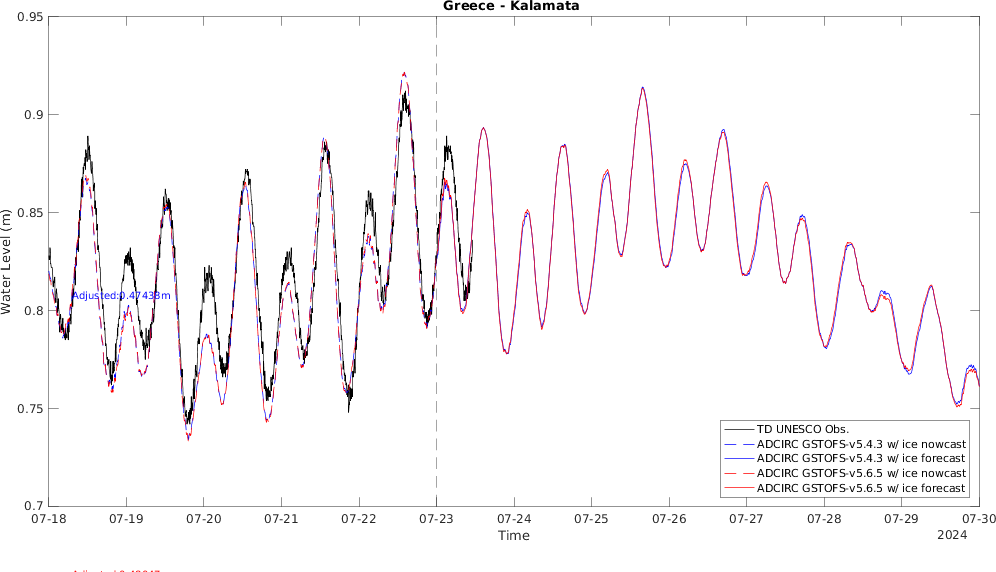 Greece - Kalamata
0.95
0.9
0.85
0.8
0.75
0.7
Water Level (m)
Adjusted:0.47433m
TD UNESCO Obs.
ADCIRC GSTOFS-v5.4.3 w/ ice nowcast
ADCIRC GSTOFS-v5.4.3 w/ ice forecast
ADCIRC GSTOFS-v5.6.5 w/ ice nowcast
ADCIRC GSTOFS-v5.6.5 w/ ice forecast
07-18 07-19 07-20 07-21 07-22 07-23 07-24 07-25 07-26 07-27 07-28 07-29 07-30
Time
2024